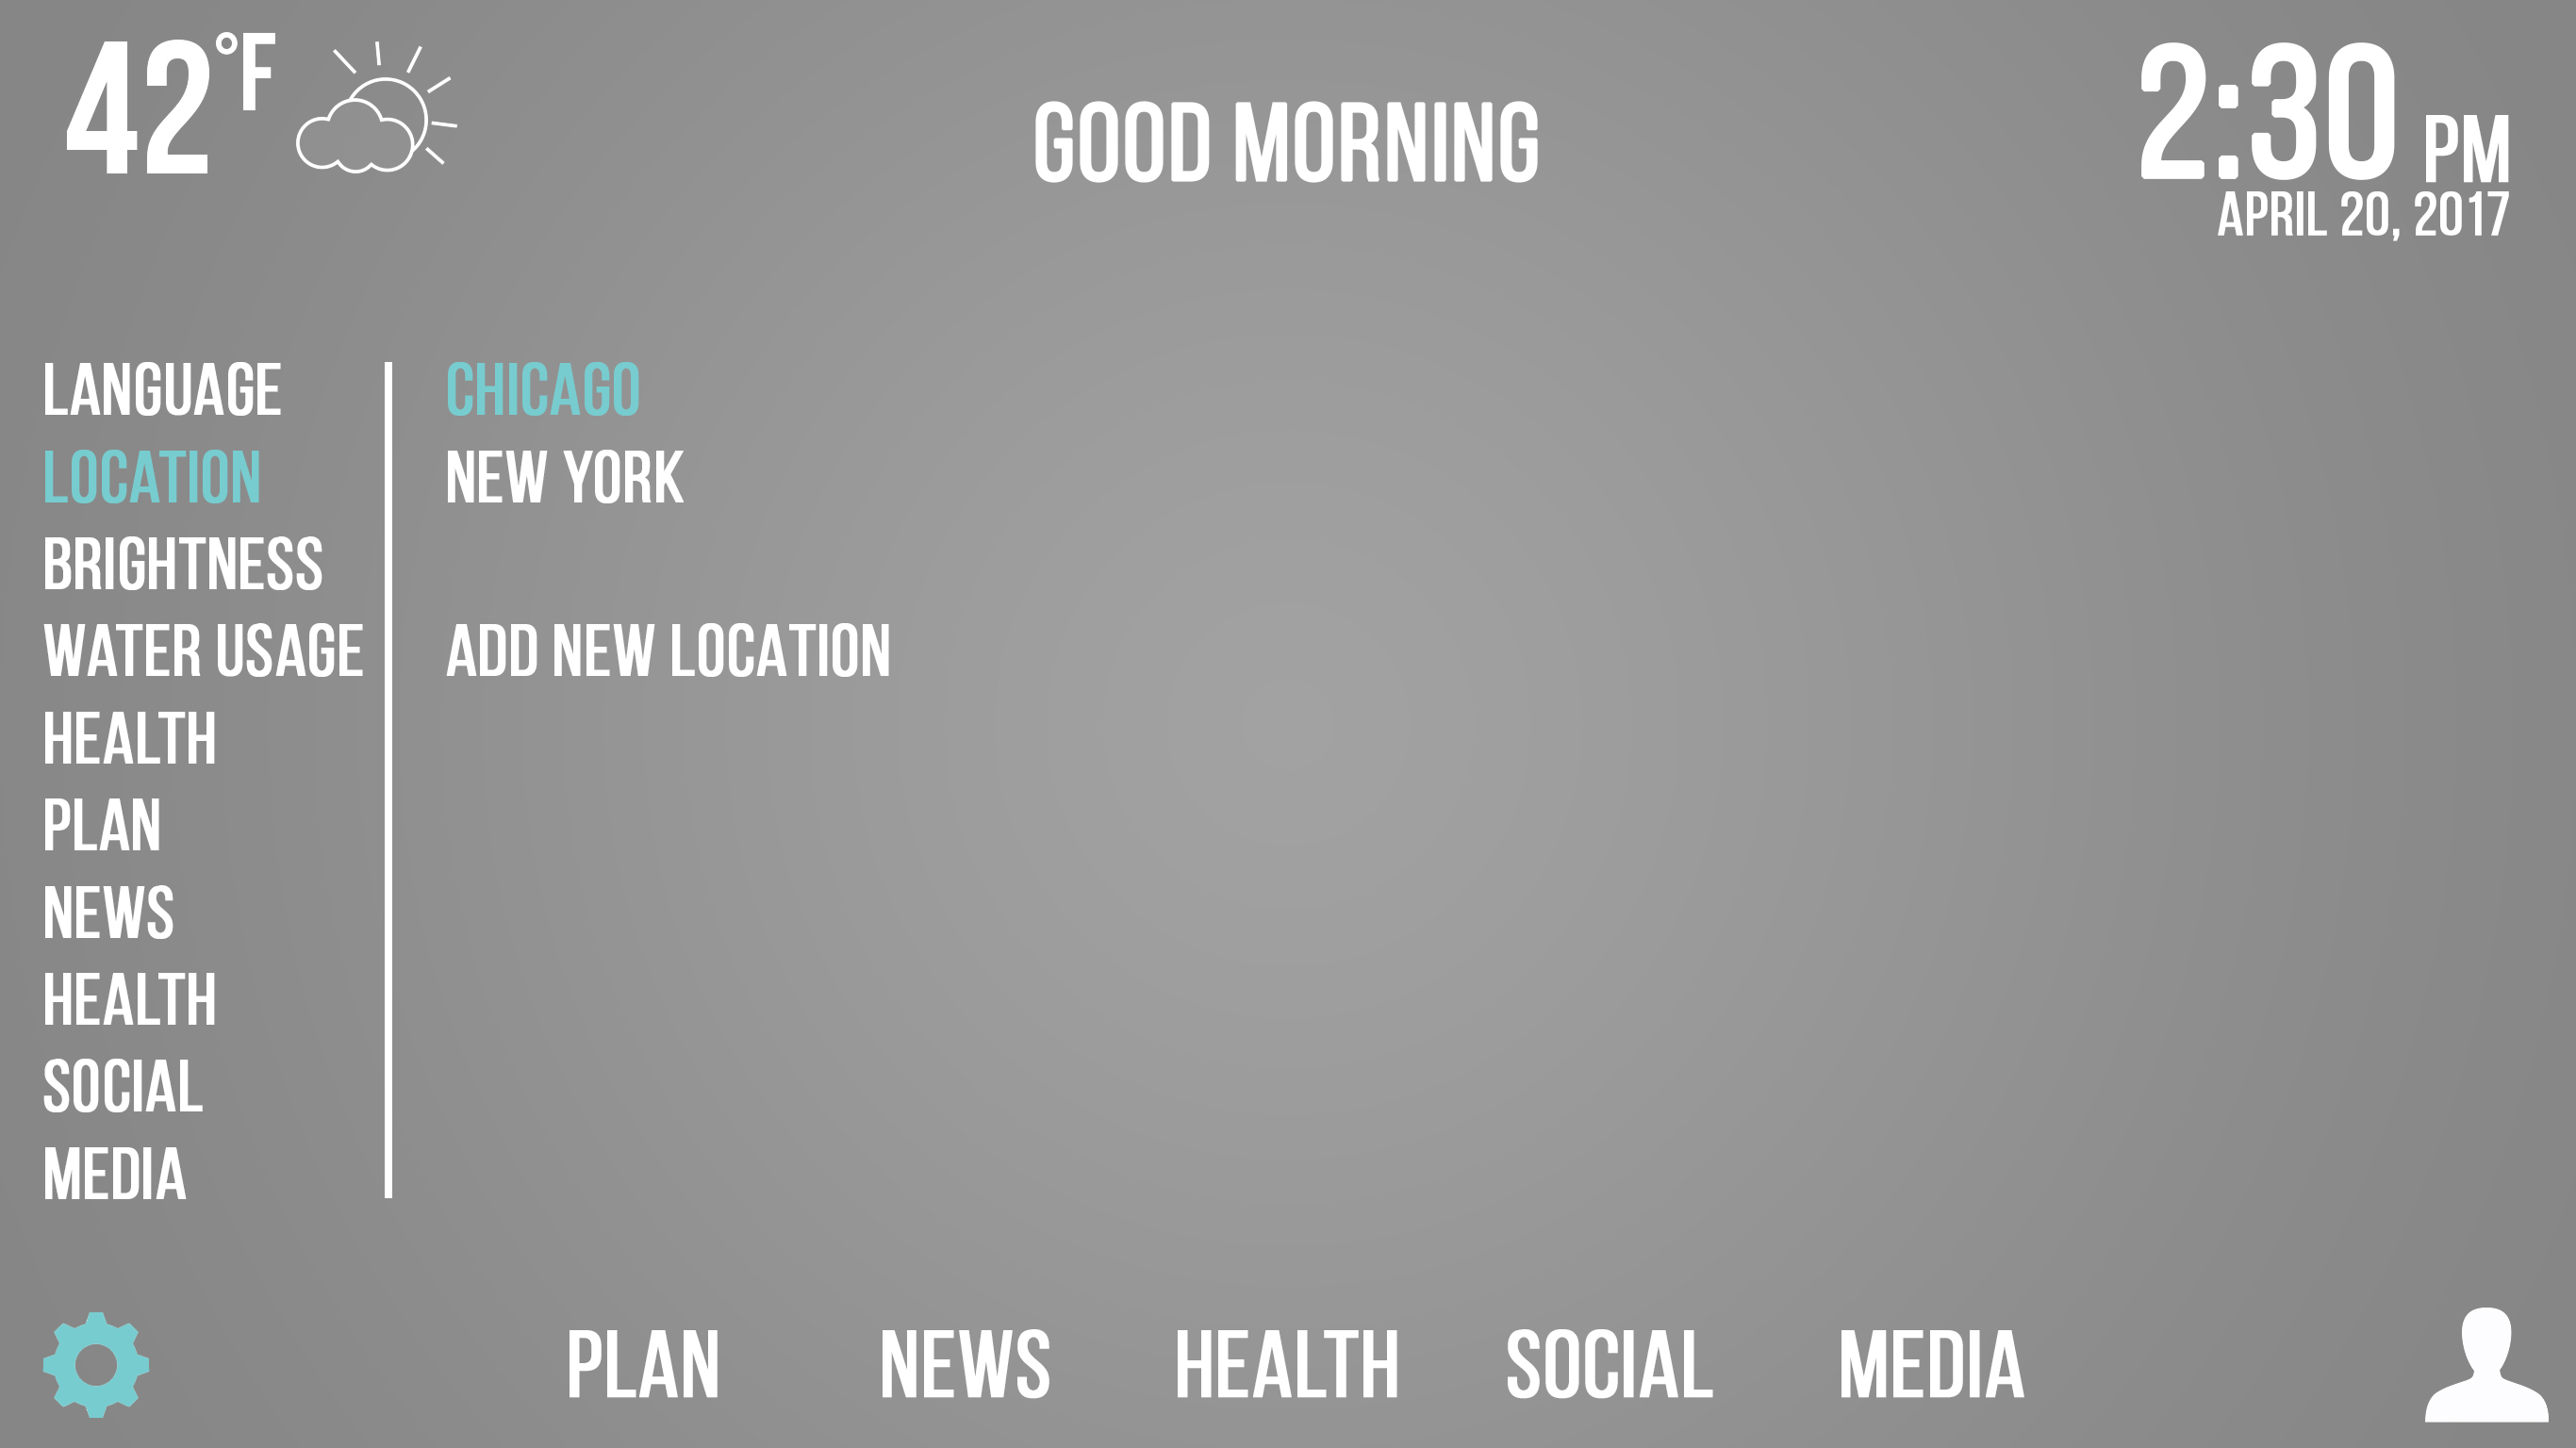 42°F
GOOD MORNING
2:30 PM
APRIL 20, 2017
LANGUAGE
LOCATION
BRIGHTNESS
WATER USAGE
HEALTH
PLAN
NEWS
HEALTH
SOCIAL
MEDIA
CHICAGO
NEW YORK
ADD NEW LOCATION
PLAN NEWS HEALTH SOCIAL MEDIA